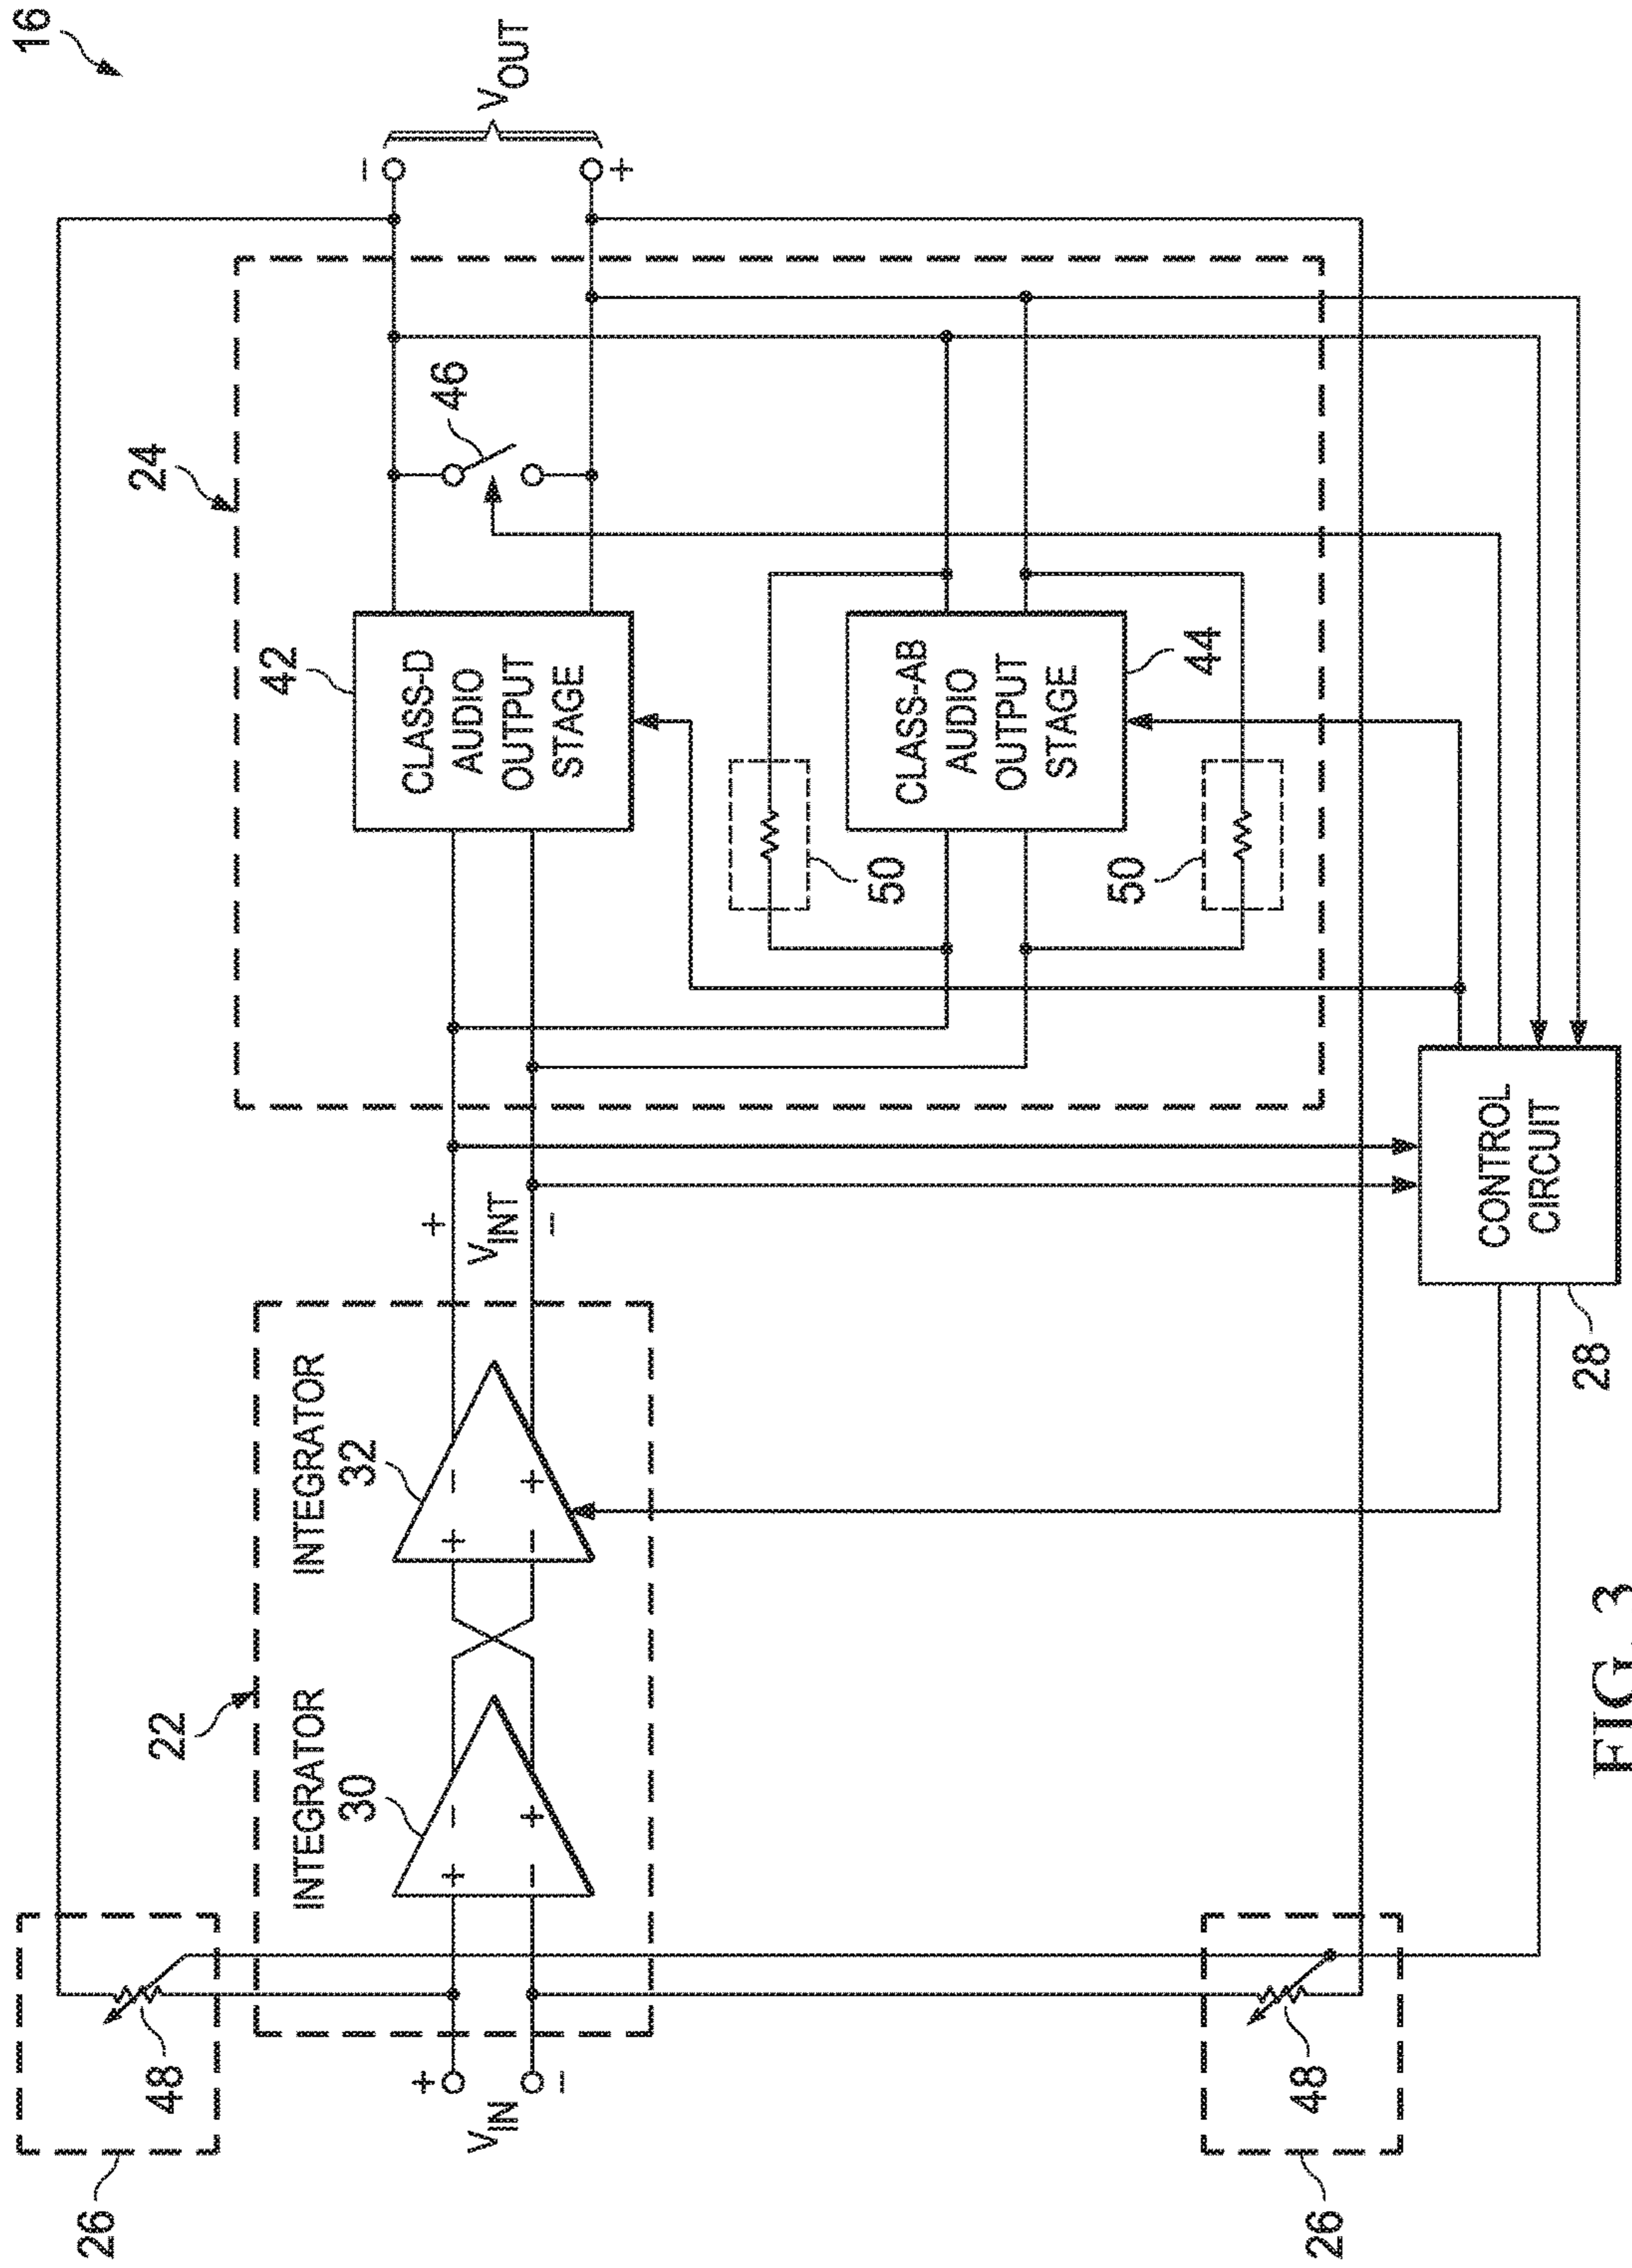 16
26
48
22
INTEGRATOR
30
INTEGRATOR
32
24
42
CLASS-D
AUDIO
OUTPUT
STAGE
46
−
VOUT
+
+
VIN
−
+
−
−
+
+
−
−
+
+
VINT
−
50
CLASS-AB
AUDIO
OUTPUT
STAGE
44
50
26
48
28
CONTROL
CIRCUIT
FIG. 3